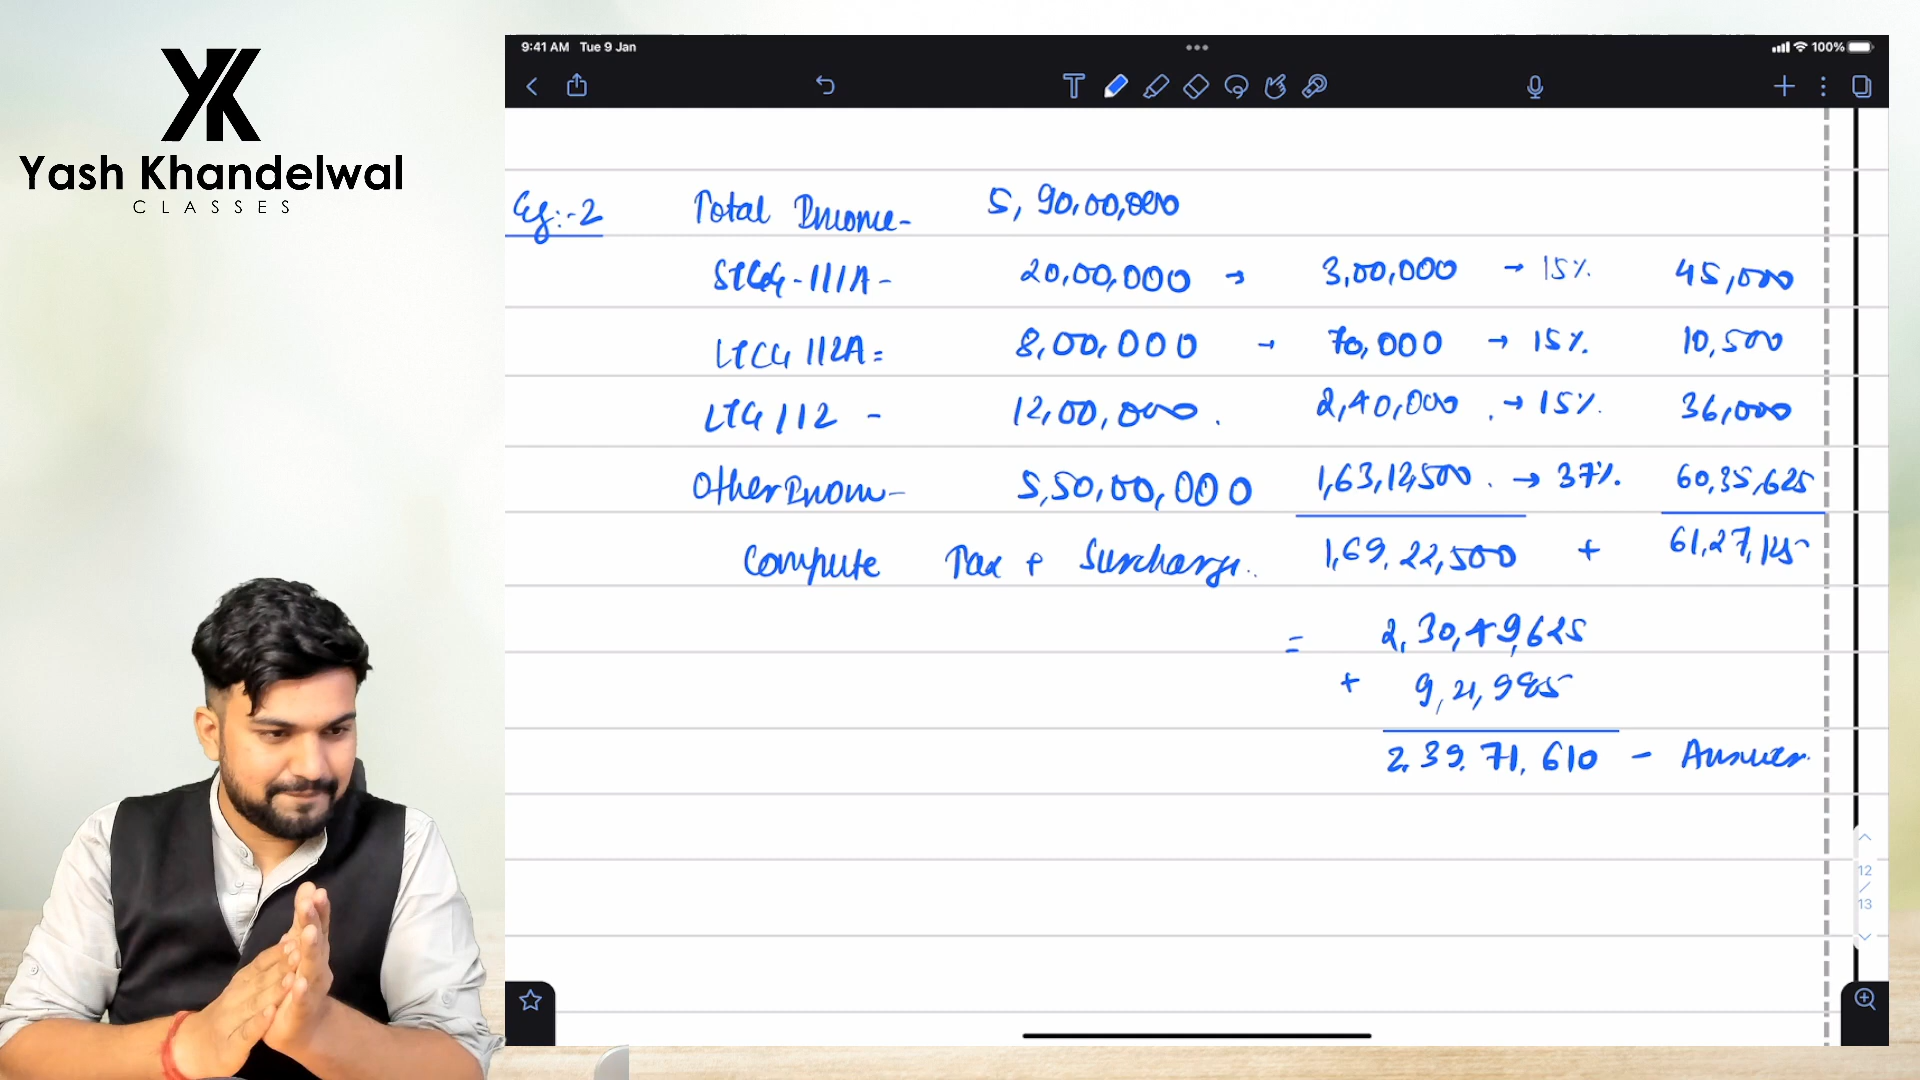 YK
Yash Khandelwal
CLASSES
9:41 AM Tue 9 Jan
100%
Eg:-2 Total Income- 5,90,00,000
STCG-111A- 20,00,000 → 3,00,000 → 15% 45,000
LTCG 112A= 8,00,000 → 70,000 → 15% 10,500
LTCG 112 - 12,00,000. 2,40,000 . → 15%. 36,000
Other Incom- 5,50,00,000 1,63,12,500 . → 37%. 60,35,625
Compute Tax + Surcharge.. 1,69,22,500 + 61,27,125
= 2,30,49,625
+ 9,21,985
2,39,71,610 - Answer.
12
/
13